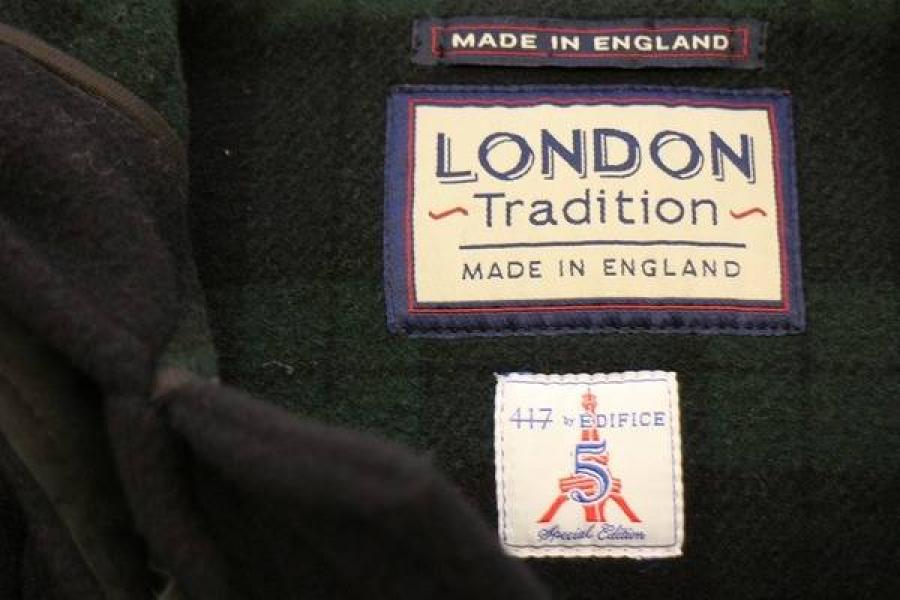 MADE IN ENGLAND
LONDON
Tradition
MADE IN ENGLAND
417 by EDIFICE
5
Special Edition